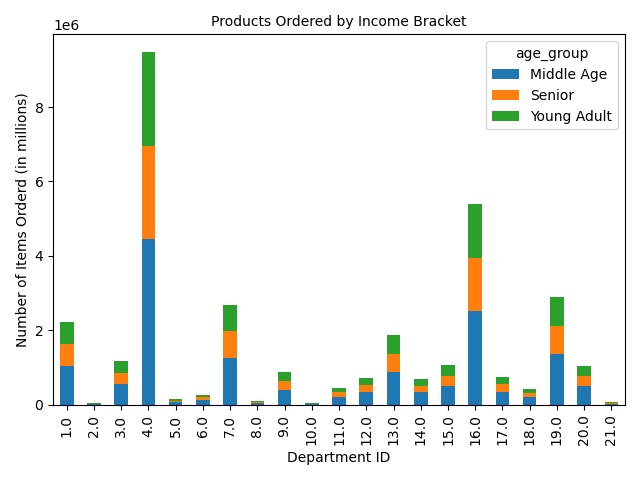 Products Ordered by Income Bracket
1e6
age_group
Middle Age
Senior
Young Adult
8
6
4
2
0
Number of Items Orderd (in millions)
1.0 2.0 3.0 4.0 5.0 6.0 7.0 8.0 9.0 10.0 11.0 12.0 13.0 14.0 15.0 16.0 17.0 18.0 19.0 20.0 21.0
Department ID